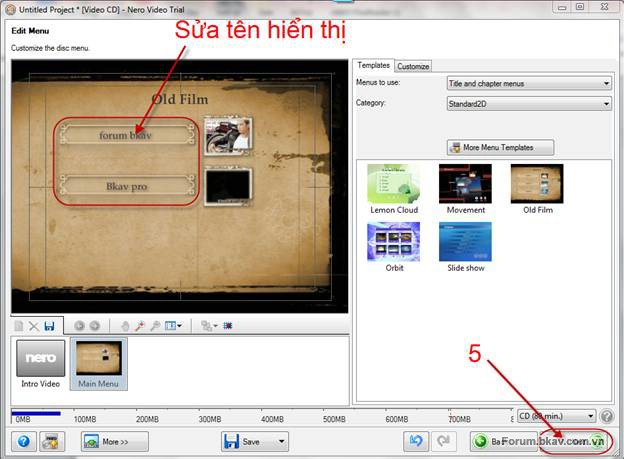 Untitled Project * [Video CD] - Nero Video Trial
Sửa tên hiển thị
Edit Menu
Customize the disc menu.
Templates
Customize
Menus to use:
Title and chapter menus
Category:
Standard2D
More Menu Templates
Old Film
forum bkav
Bkav pro
Lemon Cloud
Movement
Old Film
Orbit
Slide show
nero
Intro Video
Main Menu
5
0MB
100MB
200MB
300MB
400MB
500MB
600MB
700MB
CD (80 min.)
More >>
Save
Forum.bkav.com.vn